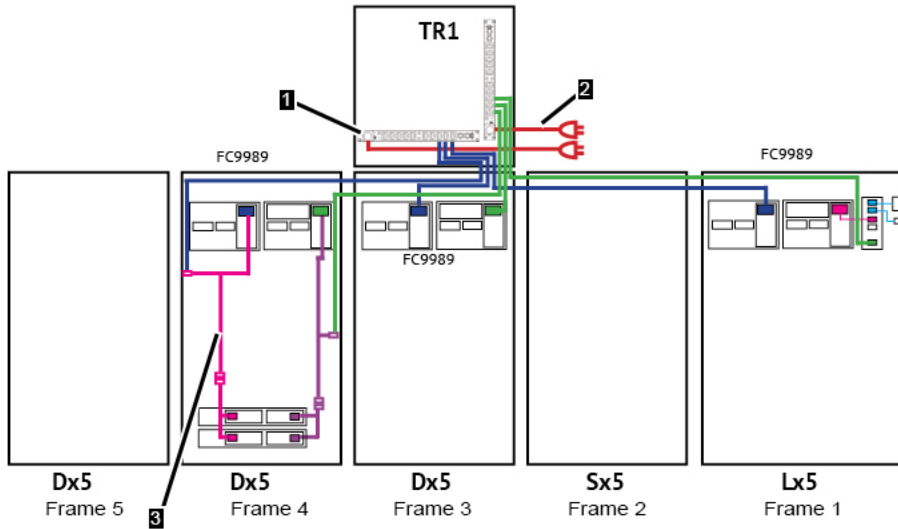 TR1
2
1
FC9989
FC9989
FC9989
3
Dx5
Dx5
Dx5
Sx5
Lx5
Frame 5
Frame 4
Frame 3
Frame 2
Frame 1